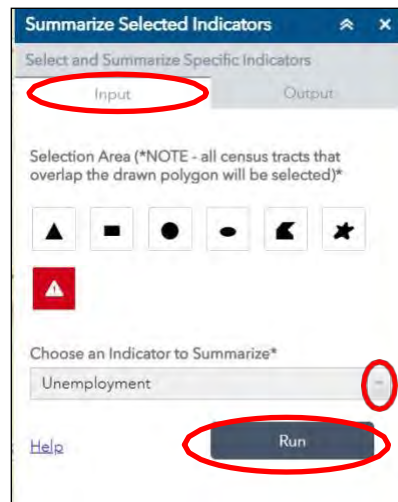 Summarize Selected Indicators
Select and Summarize Specific Indicators
Input Output
Selection Area (*NOTE - all census tracts that
overlap the drawn polygon will be selected)*
Choose an Indicator to Summarize*
Unemployment
Help Run